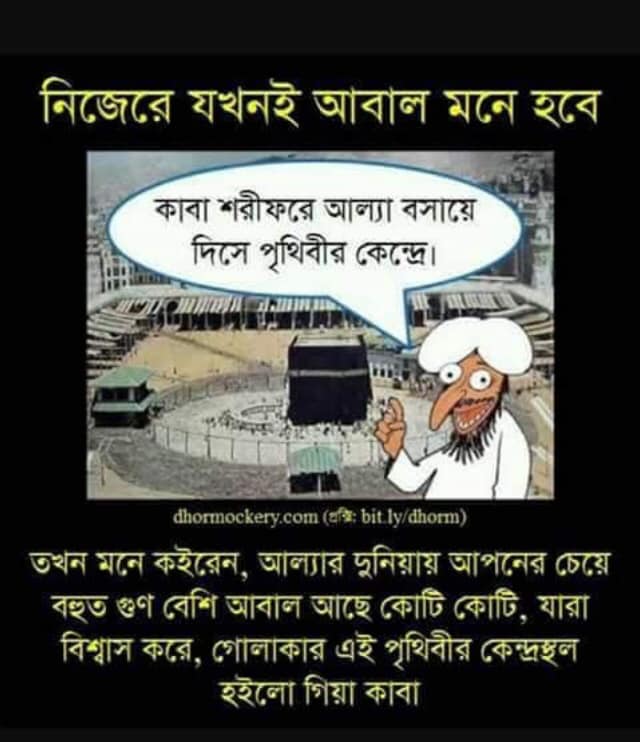 নিজেরে যখনই আবাল মনে হবে
কাবা শরীফরে আল্যা বসায়ে
দিসে পৃথিবীর কেন্দ্রে।
dhormockery.com (প্রক্সি: bit.ly/dhorm)
তখন মনে কইরেন, আল্যার দুনিয়ায় আপনের চেয়ে
বহুত গুণ বেশি আবাল আছে কোটি কোটি, যারা
বিশ্বাস করে, গোলাকার এই পৃথিবীর কেন্দ্রস্থল
হইলো গিয়া কাবা